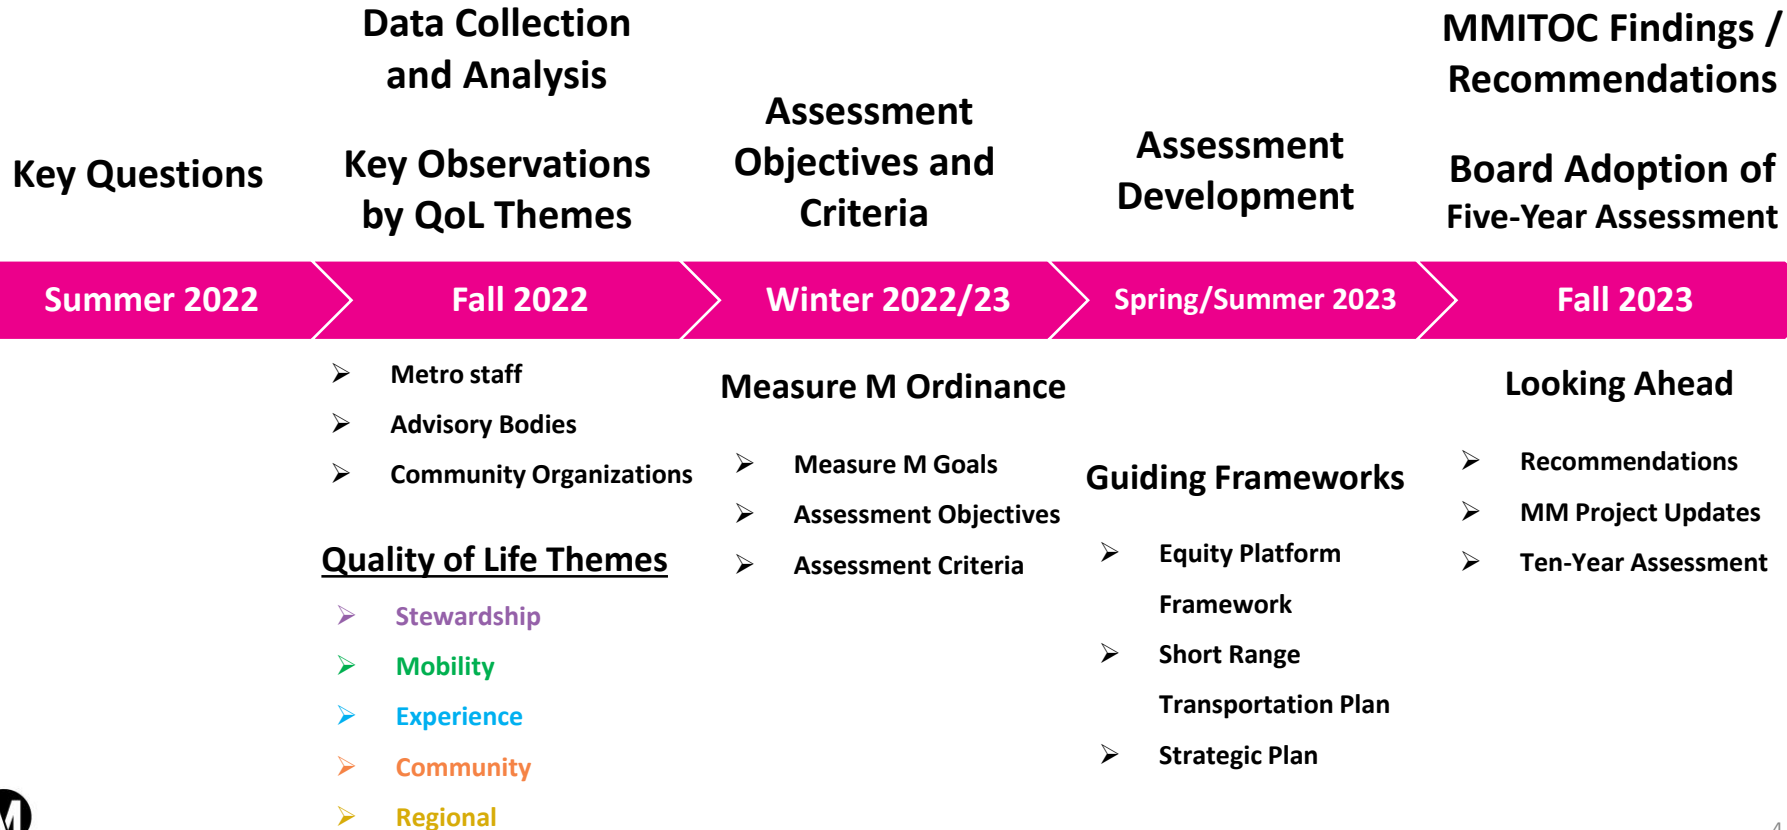 Key Questions
Data Collection
and Analysis
Key Observations
by QoL Themes
Assessment
Objectives and
Criteria
Assessment
Development
MMITOC Findings /
Recommendations
Board Adoption of
Five-Year Assessment
Summer 2022
Fall 2022
Winter 2022/23
Spring/Summer 2023
Fall 2023
➢ Metro staff
➢ Advisory Bodies
➢ Community Organizations
Quality of Life Themes
➢ Stewardship
➢ Mobility
➢ Experience
➢ Community
➢ Regional
Measure M Ordinance
➢ Measure M Goals
➢ Assessment Objectives
➢ Assessment Criteria
Guiding Frameworks
➢ Equity Platform
Framework
➢ Short Range
Transportation Plan
➢ Strategic Plan
Looking Ahead
➢ Recommendations
➢ MM Project Updates
➢ Ten-Year Assessment
M
4